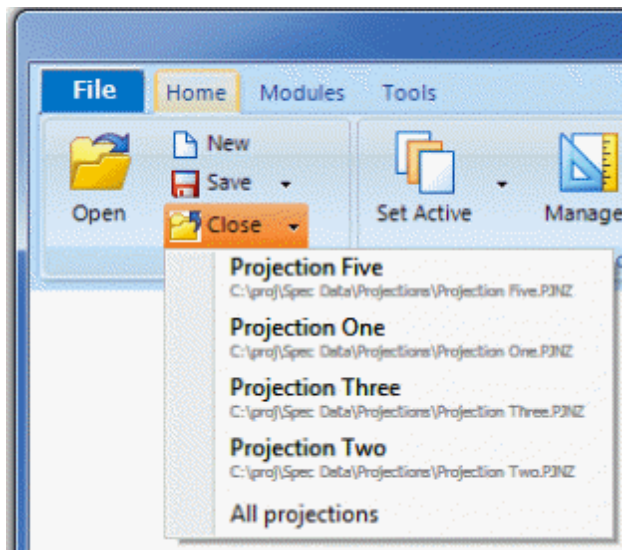 File Home Modules Tools
New
Save
Open
Close
Set Active
Manage
Projection Five
C:\proj\Spec Data\Projections\Projection Five.PJNZ
Projection One
C:\proj\Spec Data\Projections\Projection One.PJNZ
Projection Three
C:\proj\Spec Data\Projections\Projection Three.PJNZ
Projection Two
C:\proj\Spec Data\Projections\Projection Two.PJNZ
All projections